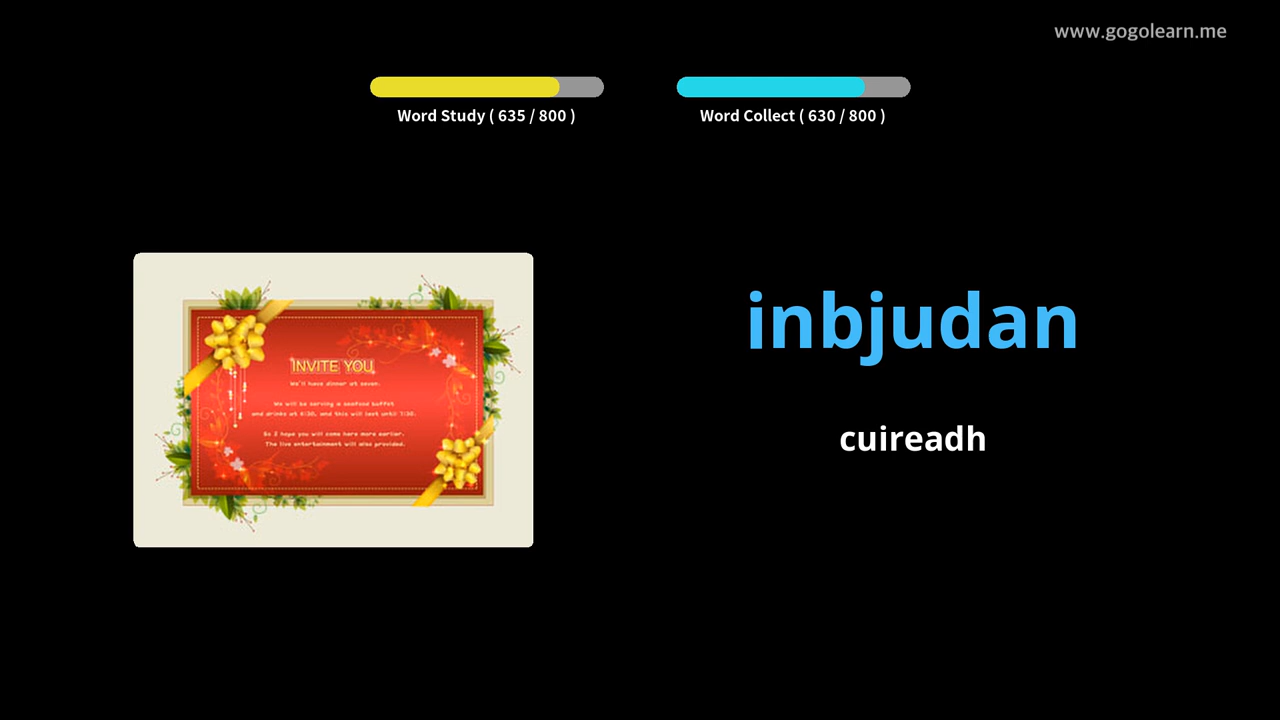 www.gogolearn.me
Word Study ( 635 / 800 )
Word Collect ( 630 / 800 )
INVITE YOU
We'll have dinner at seven.
We will be serving a seafood buffet
and drinks at 6:30, and this will last until 7:30.
So I hope you will come here more earlier.
The live entertainment will also provided.
inbjudan
cuireadh